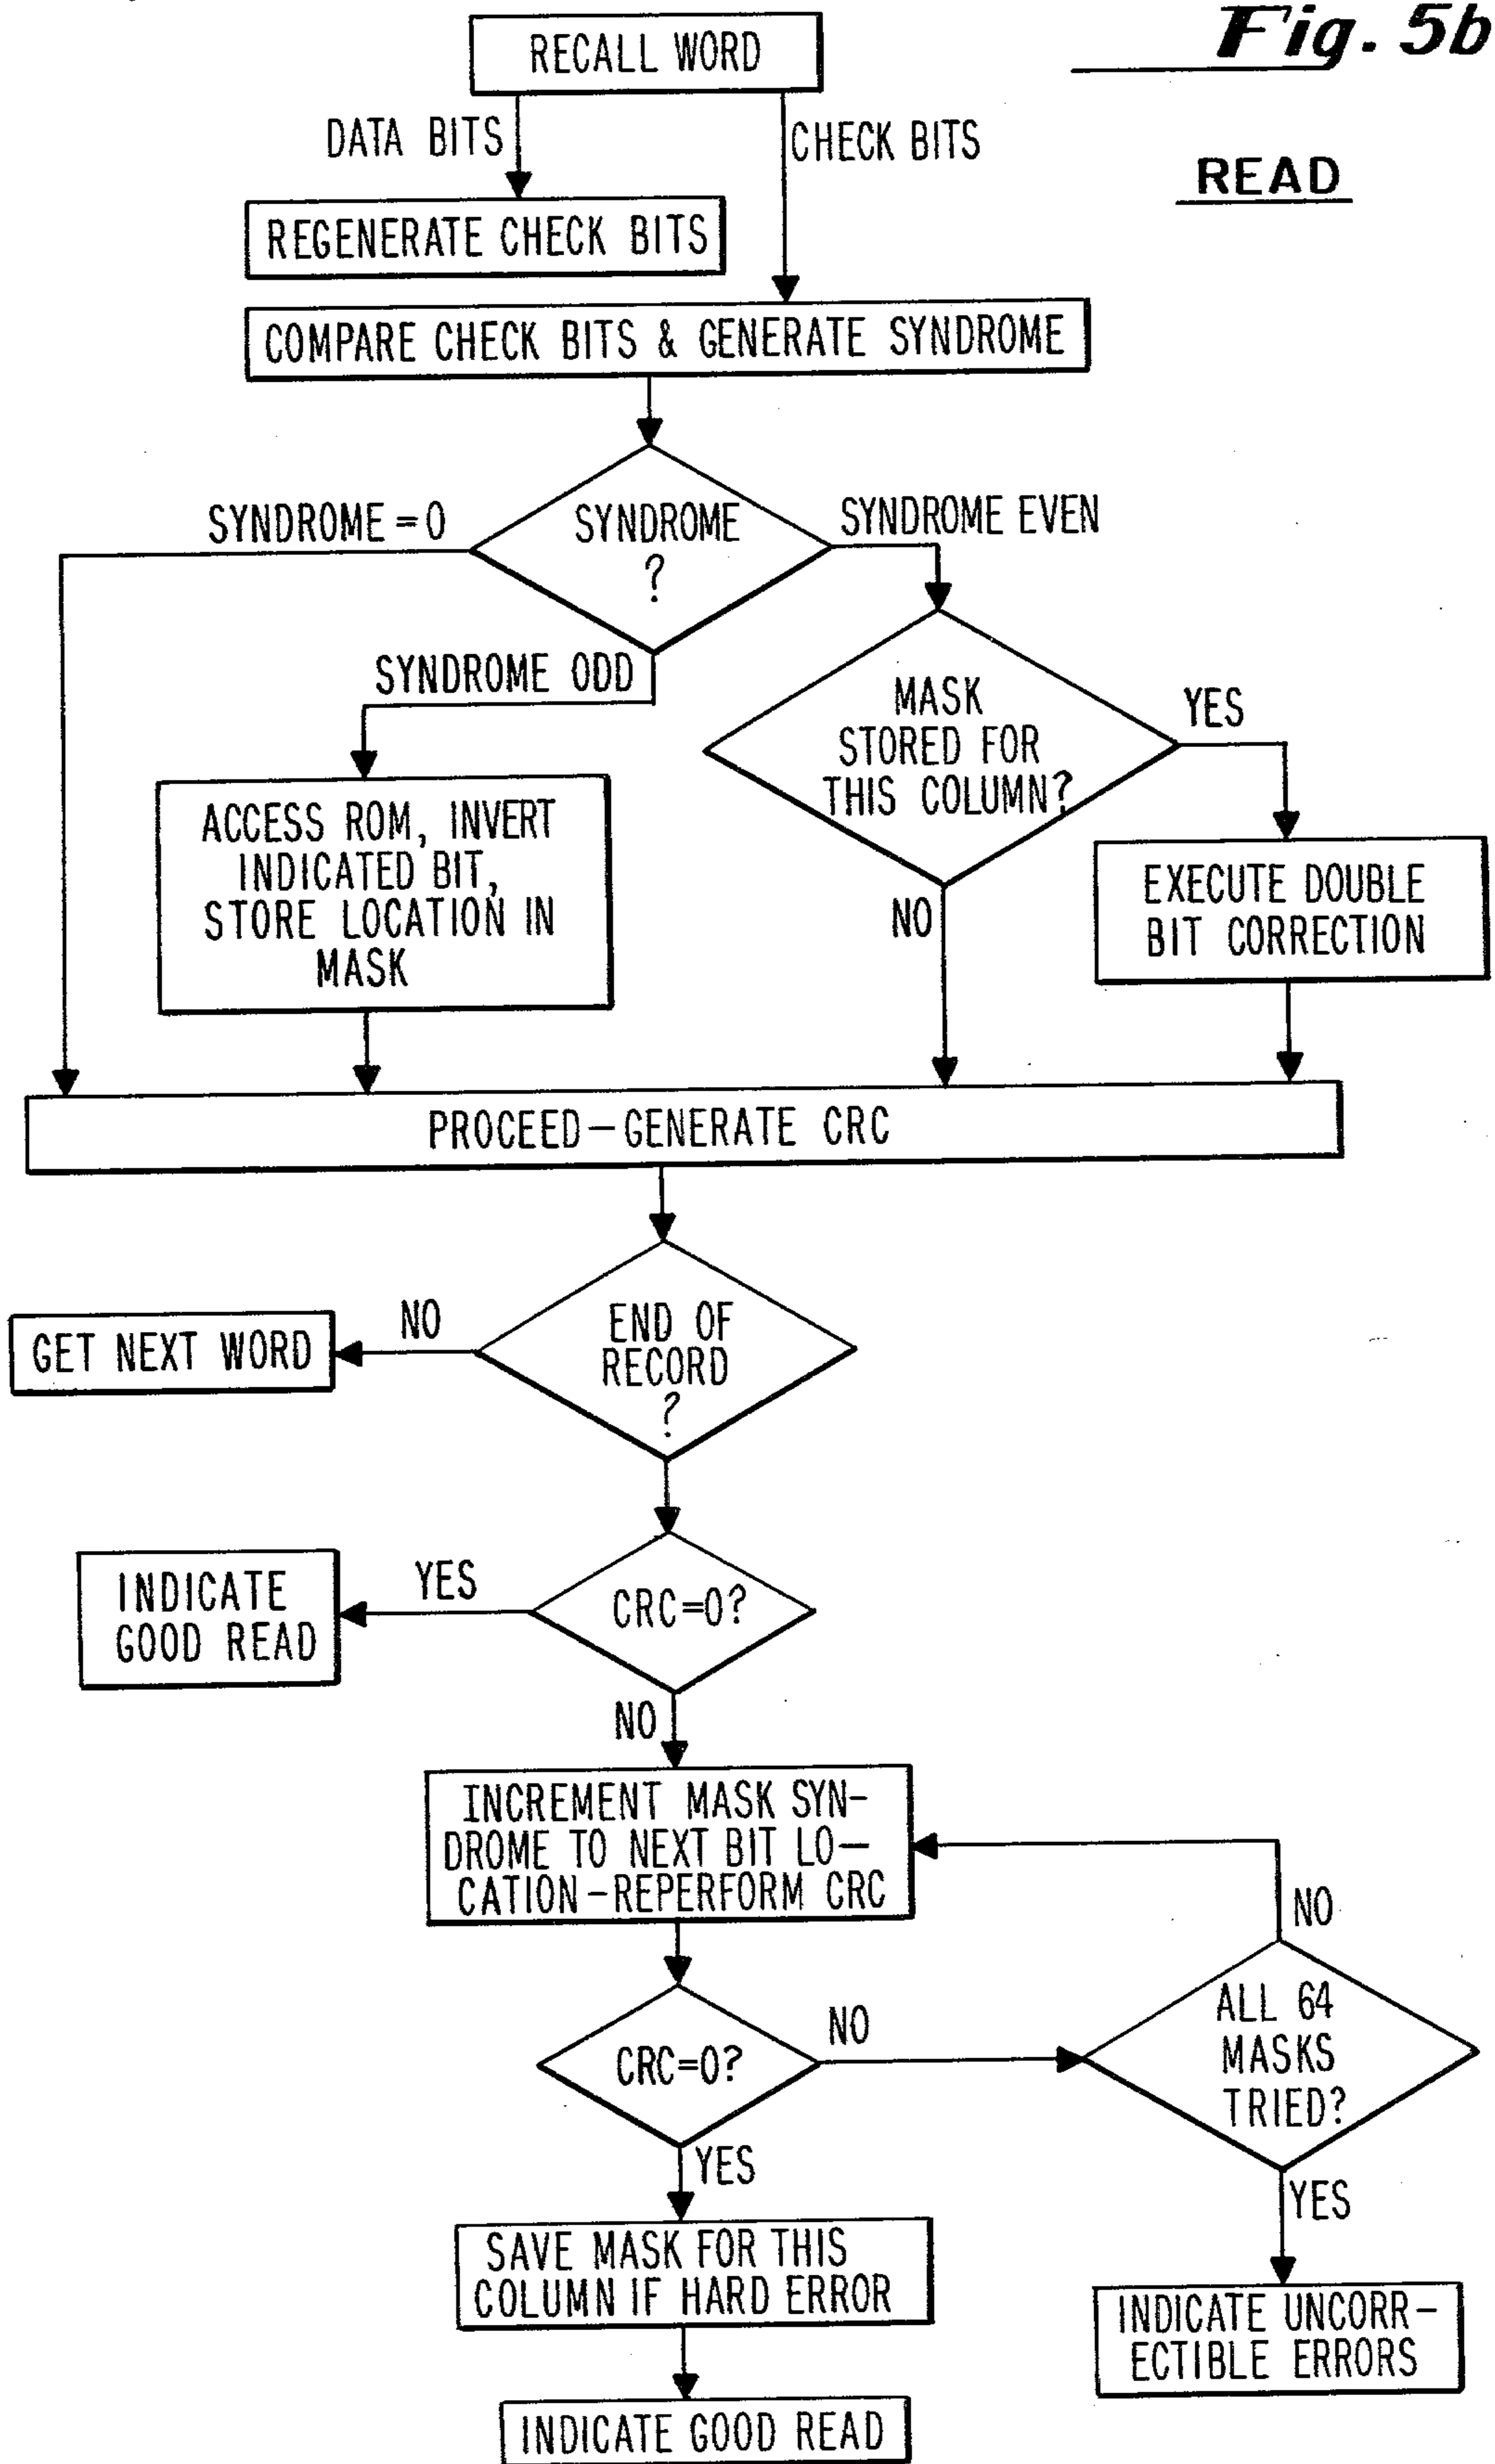 Fig. 5b
READ
RECALL WORD
DATA BITS
CHECK BITS
REGENERATE CHECK BITS
COMPARE CHECK BITS & GENERATE SYNDROME
SYNDROME = 0
SYNDROME
?
SYNDROME EVEN
SYNDROME ODD
MASK
STORED FOR
THIS COLUMN?
YES
NO
ACCESS ROM, INVERT
INDICATED BIT,
STORE LOCATION IN
MASK
EXECUTE DOUBLE
BIT CORRECTION
PROCEED—GENERATE CRC
END OF
RECORD
?
NO
GET NEXT WORD
CRC=0?
YES
INDICATE
GOOD READ
NO
INCREMENT MASK SYN-
DROME TO NEXT BIT LO—
CATION-REPERFORM CRC
CRC=0?
NO
ALL 64
MASKS
TRIED?
NO
YES
YES
SAVE MASK FOR THIS
COLUMN IF HARD ERROR
INDICATE UNCORR-
ECTIBLE ERRORS
INDICATE GOOD READ